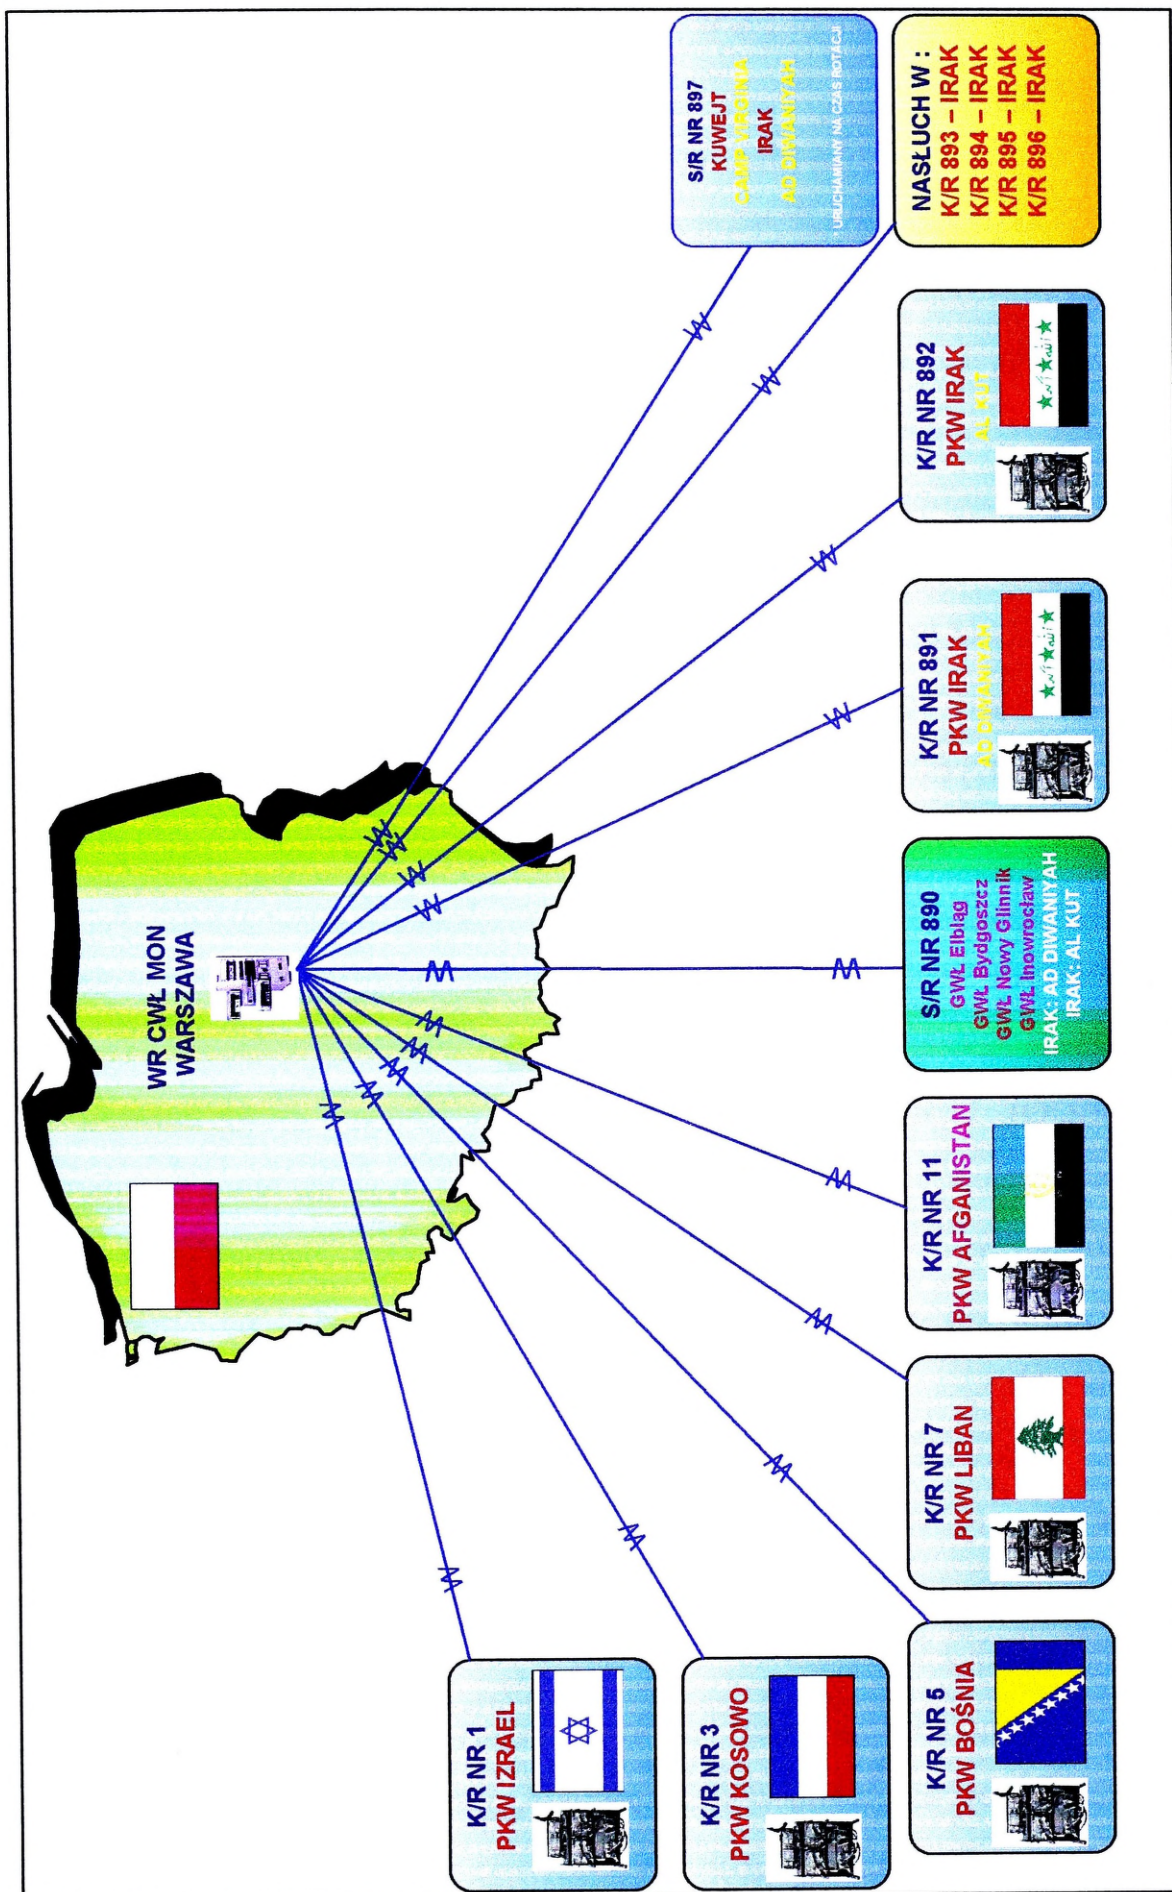 WR CWŁ MON
WARSZAWA
K/R NR 1
PKW IZRAEL
K/R NR 3
PKW KOSOWO
K/R NR 5
PKW BOŚNIA
K/R NR 7
PKW LIBAN
K/R NR 11
PKW AFGANISTAN
S/R NR 890
GWŁ Elbląg
GWŁ Bydgoszcz
GWŁ Nowy Glinnik
GWŁ Inowrocław
IRAK: AD DIWANIYAH
IRAK: AL KUT
K/R NR 891
PKW IRAK
AD DIWANIYAH
K/R NR 892
PKW IRAK
AL KUT
NASŁUCH W :
K/R 893 – IRAK
K/R 894 – IRAK
K/R 895 – IRAK
K/R 896 – IRAK
S/R NR 897
KUWEJT
CAMP VIRGINIA
IRAK
AD DIWANIYAH
* URUCHAMIANY NA CZAS ROTACJI